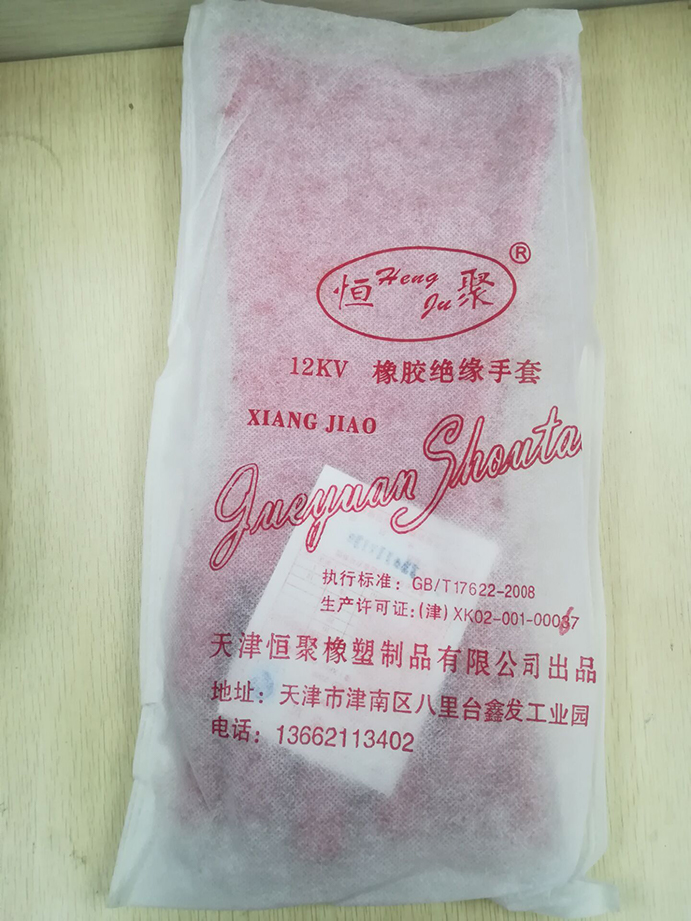 恒 Heng Ju 聚 ®
12KV 橡胶绝缘手套
XIANG JIAO
Jueyuan Shouta
执行标准：GB/T17622-2008
生产许可证：(津) XK02-001-00067
天津恒聚橡塑制品有限公司出品
地址：天津市津南区八里台鑫发工业园
电话：13662113402